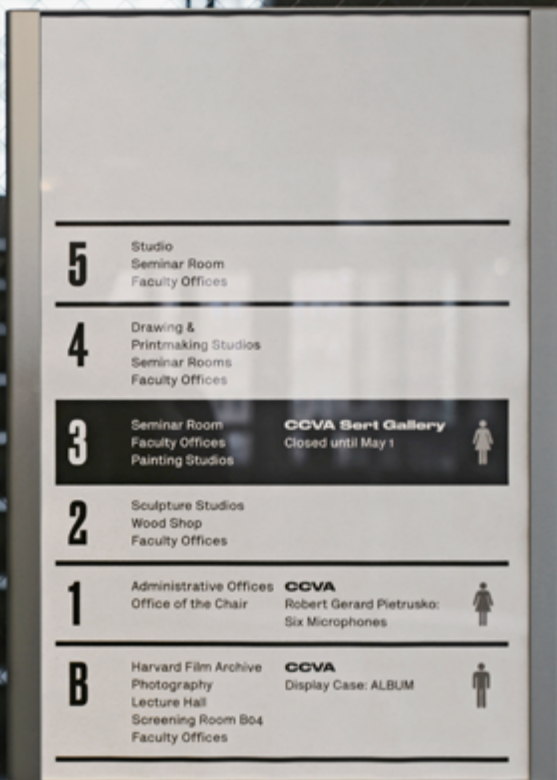 5
Studio
Seminar Room
Faculty Offices
4
Drawing &
Printmaking Studios
Seminar Rooms
Faculty Offices
3
Seminar Room
Faculty Offices
Painting Studios
CCVA Sert Gallery
Closed until May 1
2
Sculpture Studios
Wood Shop
Faculty Offices
1
Administrative Offices
Office of the Chair
CCVA
Robert Gerard Pietrusko:
Six Microphones
B
Harvard Film Archive
Photography
Lecture Hall
Screening Room B04
Faculty Offices
CCVA
Display Case: ALBUM